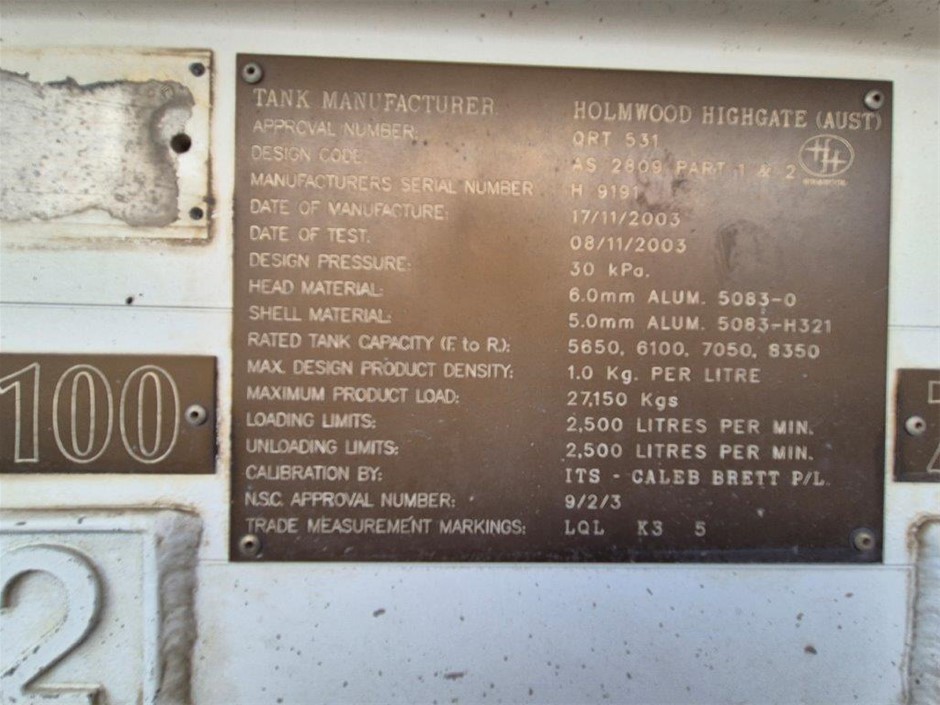 TANK MANUFACTURER HOLMWOOD HIGHGATE (AUST)
APPROVAL NUMBER: QRT 531
DESIGN CODE: AS 2809 PART 1 & 2
MANUFACTURERS SERIAL NUMBER H 9191
DATE OF MANUFACTURE: 17/11/2003
DATE OF TEST. 08/11/2003
DESIGN PRESSURE: 30 kPa.
HEAD MATERIAL: 6.0mm ALUM. 5083-0
SHELL MATERIAL: 5.0mm ALUM. 5083-H321
RATED TANK CAPACITY (F. to R.): 5650, 6100, 7050, 8350
MAX. DESIGN PRODUCT DENSITY: 1.0 Kg. PER LITRE
MAXIMUM PRODUCT LOAD: 27,150 Kgs
LOADING LIMITS: 2,500 LITRES PER MIN.
UNLOADING LIMITS: 2,500 LITRES PER MIN.
CALIBRATION BY: ITS - CALEB BRETT P/L.
N.S.C. APPROVAL NUMBER: 9/2/3
TRADE MEASUREMENT MARKINGS: LQL K3 5
100
2